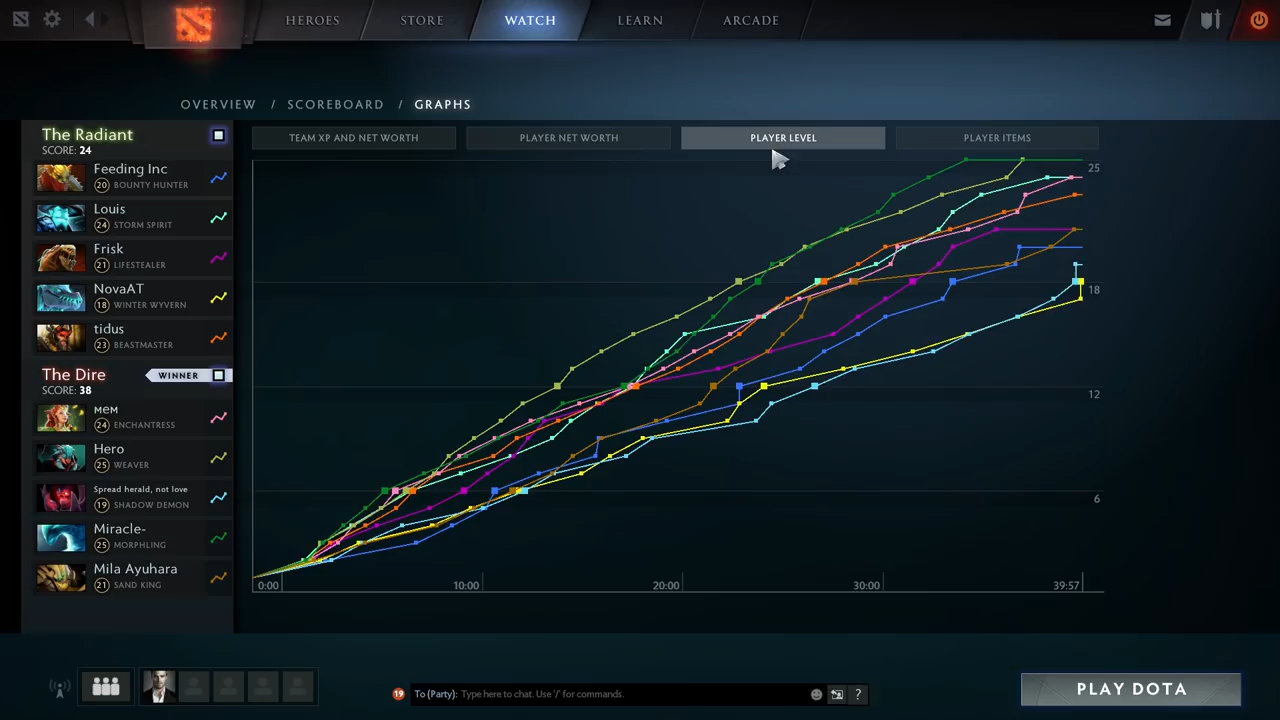 HEROES STORE WATCH LEARN ARCADE
OVERVIEW / SCOREBOARD / GRAPHS
The Radiant
SCORE: 24
TEAM XP AND NET WORTH PLAYER NET WORTH PLAYER LEVEL PLAYER ITEMS
Feeding Inc
20 BOUNTY HUNTER
Louis
24 STORM SPIRIT
Frisk
21 LIFESTEALER
NovaAT
18 WINTER WYVERN
tidus
23 BEASTMASTER
The Dire
WINNER
SCORE: 38
мем
24 ENCHANTRESS
Hero
25 WEAVER
Spread herald, not love
19 SHADOW DEMON
Miracle-
25 MORPHLING
Mila Ayuhara
21 SAND KING
25
18
12
6
0:00 10:00 20:00 30:00 39:57
19 To (Party): Type here to chat. Use '/' for commands. ?
PLAY DOTA